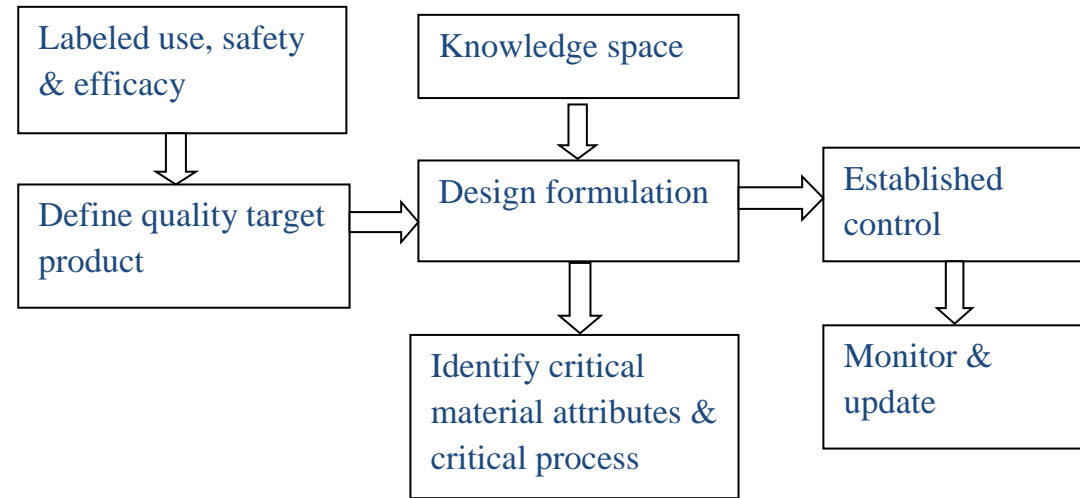 Labeled use, safety
& efficacy
Knowledge space
Define quality target
product
Design formulation
Established
control
Identify critical
material attributes &
critical process
Monitor &
update